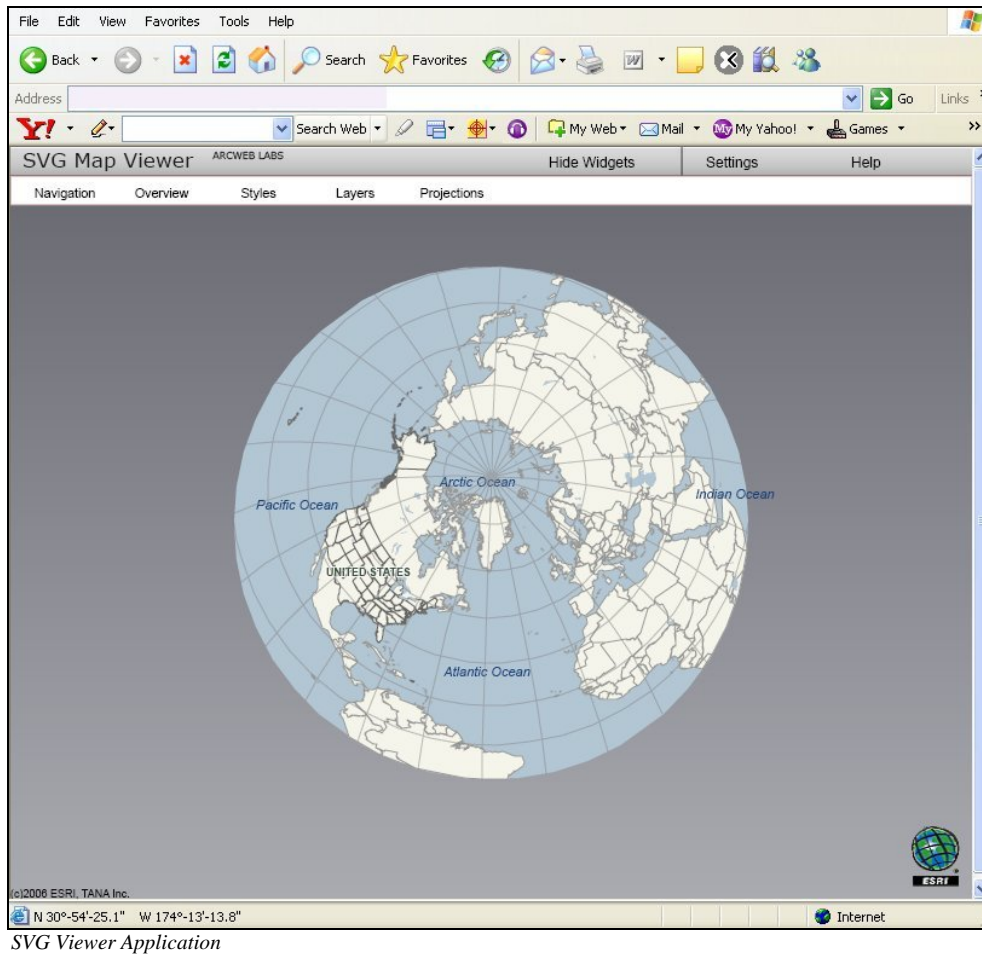 File Edit View Favorites Tools Help
Back Search Favorites W
Address Go Links
Y! Search Web My Web Mail My My Yahoo! Games »
SVG Map Viewer ARCWEB LABS Hide Widgets Settings Help
Navigation Overview Styles Layers Projections
Arctic Ocean
Indian Ocean
Pacific Ocean
UNITED STATES
Atlantic Ocean
ESRI
(c)2006 ESRI, TANA Inc.
N 30°-54'-25.1" W 174°-13'-13.8" Internet
SVG Viewer Application